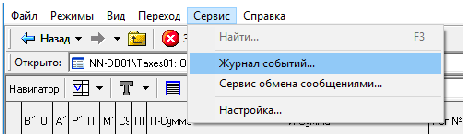 Файл Режимы Вид Переход Сервис Справка
Назад
Найти... F3
Открыто: NN-DD01\Taxes01:
Журнал событий...
Сервис обмена сообщениями...
Навигатор
Настройка...